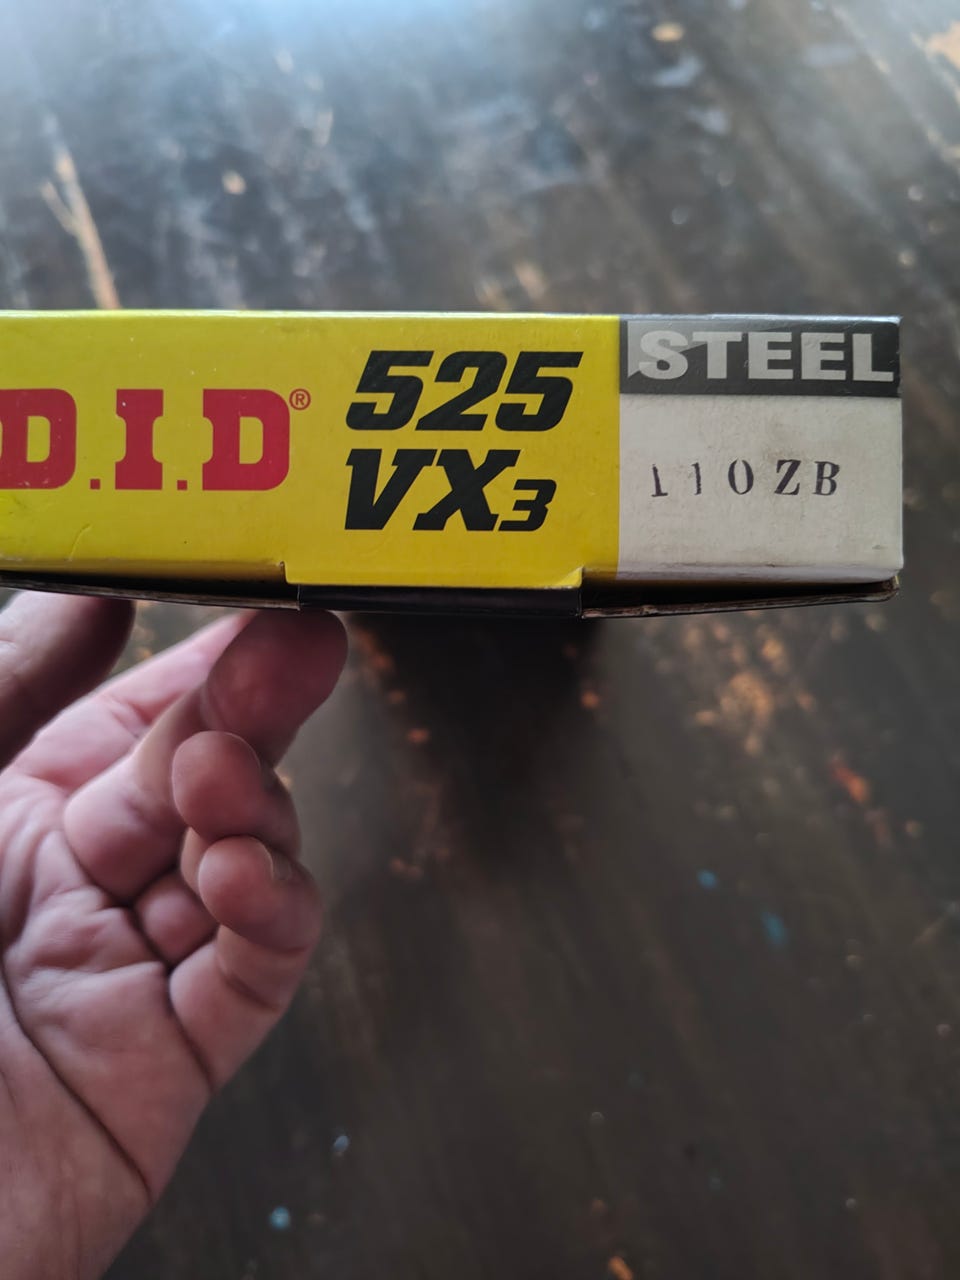 D.I.D®
525
VX3
STEEL
110ZB